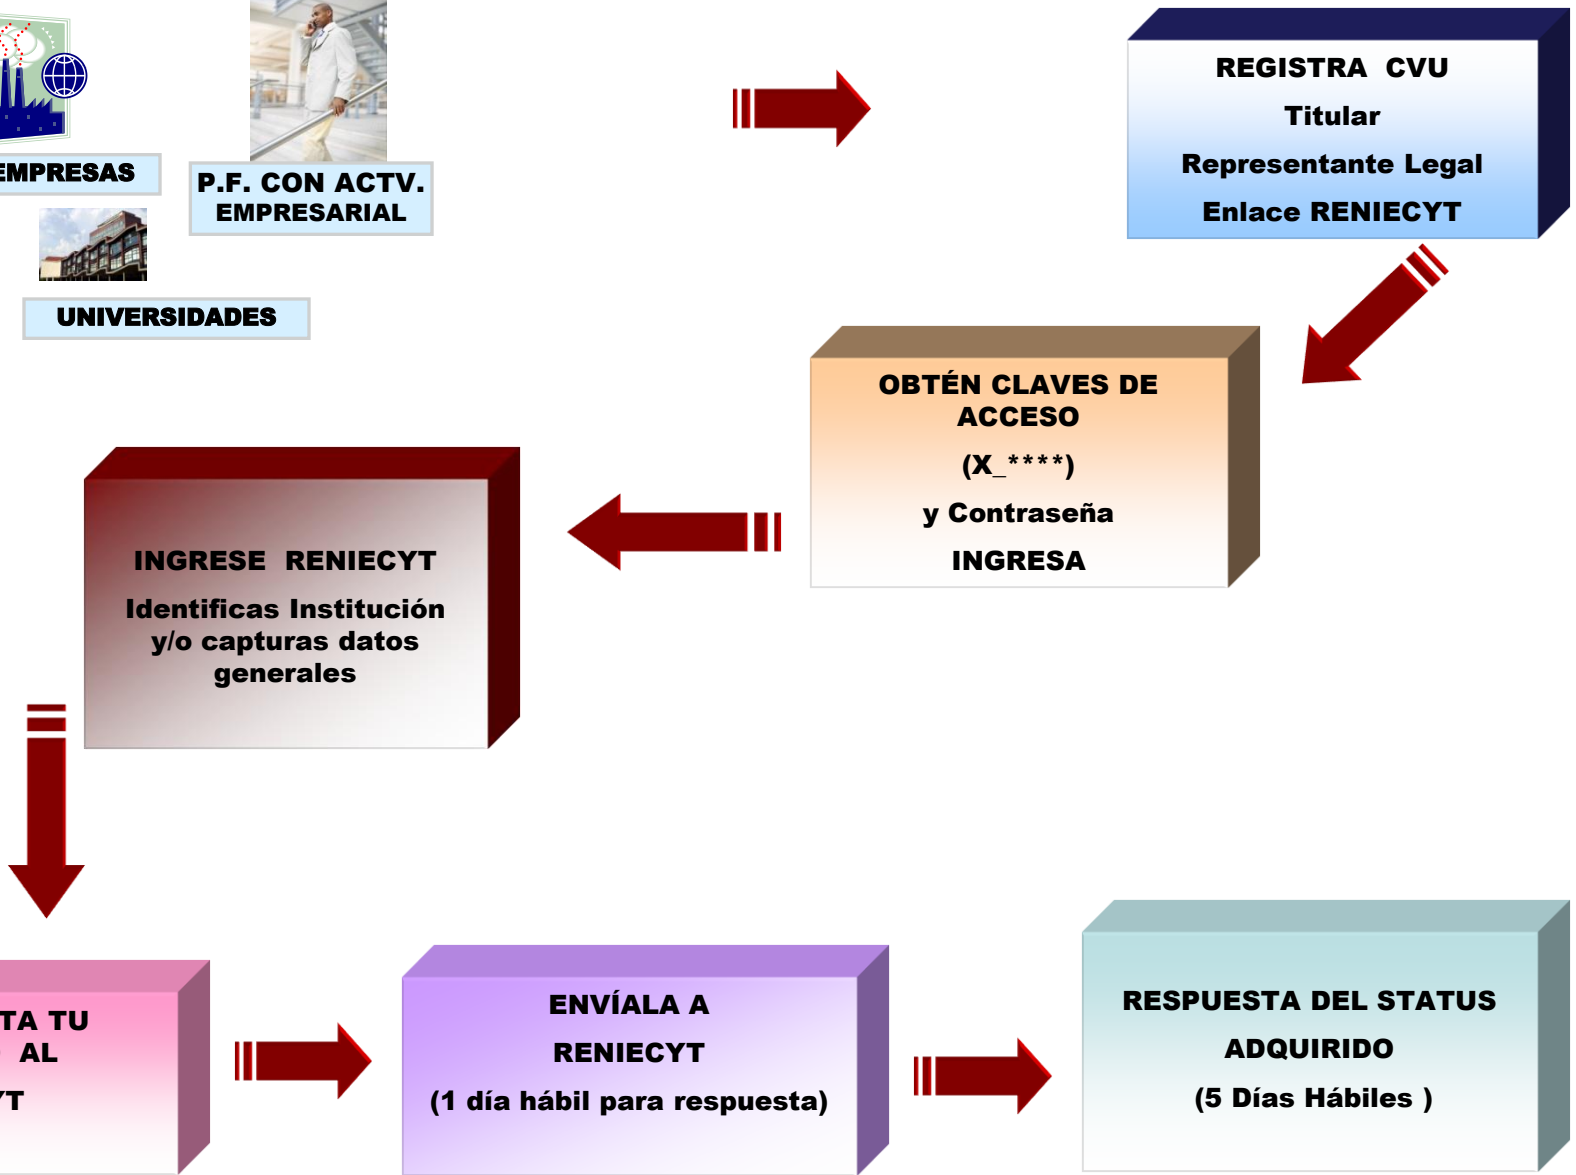 EMPRESAS
P.F. CON ACTV.
EMPRESARIAL
UNIVERSIDADES
REGISTRA CVU
Titular
Representante Legal
Enlace RENIECYT
OBTÉN CLAVES DE
ACCESO
(X_****)
y Contraseña
INGRESA
INGRESE RENIECYT
Identificas Institución
y/o capturas datos
generales
TU
AL
ENVÍALA A
RENIECYT
(1 día hábil para respuesta)
RESPUESTA DEL STATUS
ADQUIRIDO
(5 Días Hábiles )